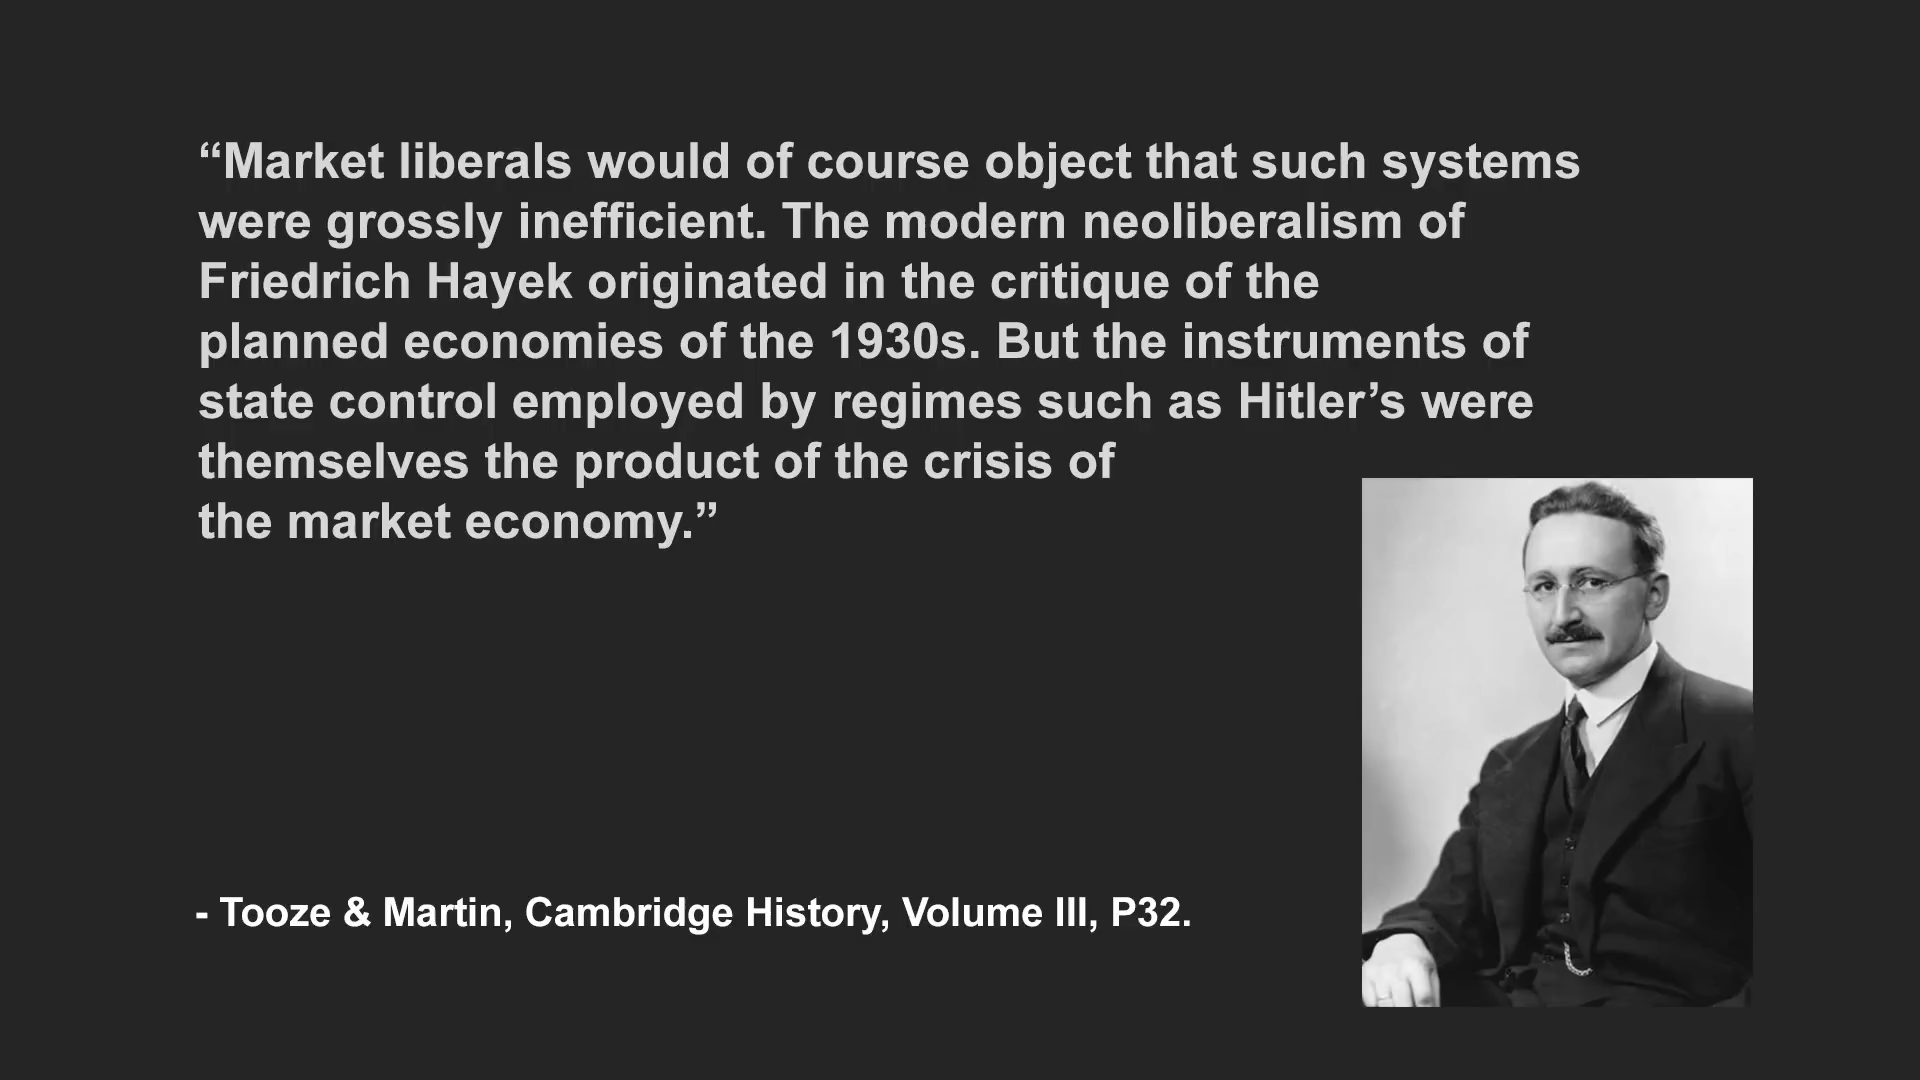 “Market liberals would of course object that such systems
were grossly inefficient. The modern neoliberalism of
Friedrich Hayek originated in the critique of the
planned economies of the 1930s. But the instruments of
state control employed by regimes such as Hitler’s were
themselves the product of the crisis of
the market economy.”
- Tooze & Martin, Cambridge History, Volume III, P32.